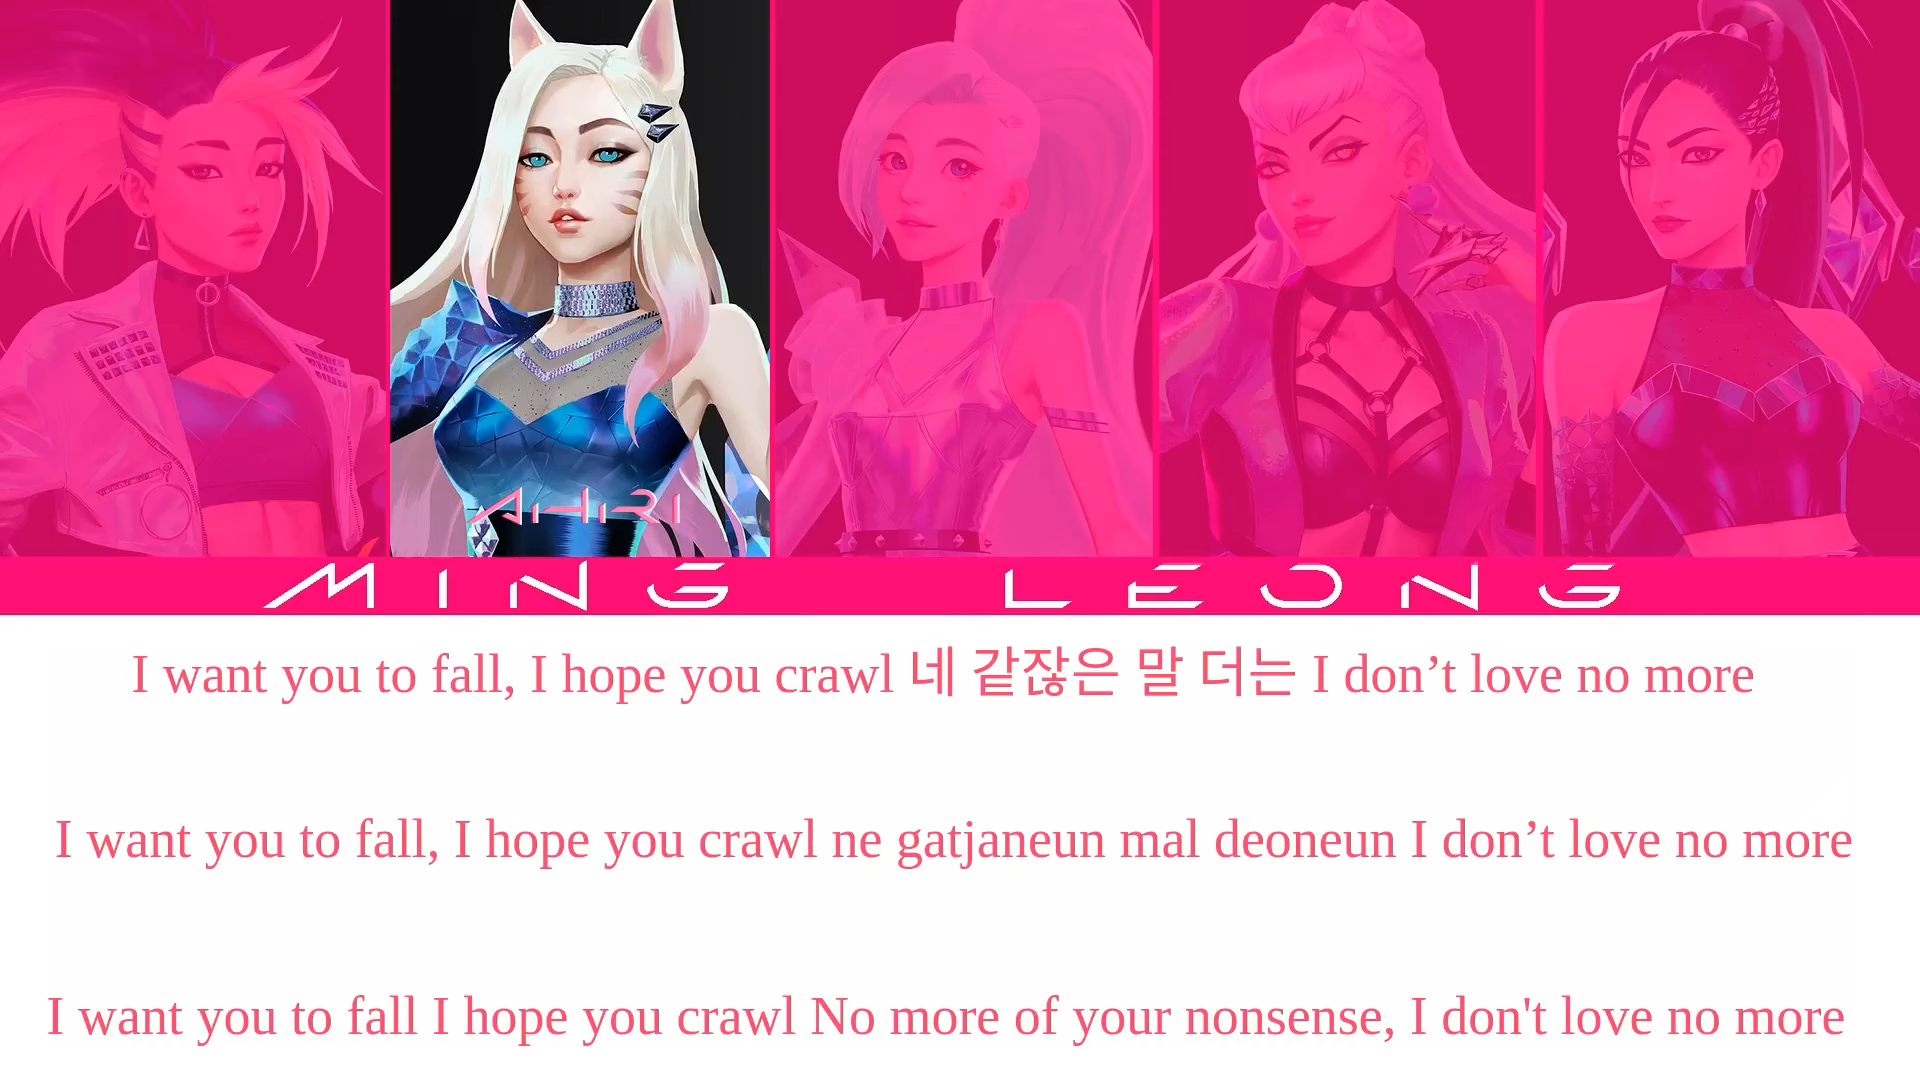 AHRI
MING LEONG
I want you to fall, I hope you crawl 네 같잖은 말 더는 I don’t love no more
I want you to fall, I hope you crawl ne gatjaneun mal deoneun I don’t love no more
I want you to fall I hope you crawl No more of your nonsense, I don't love no more